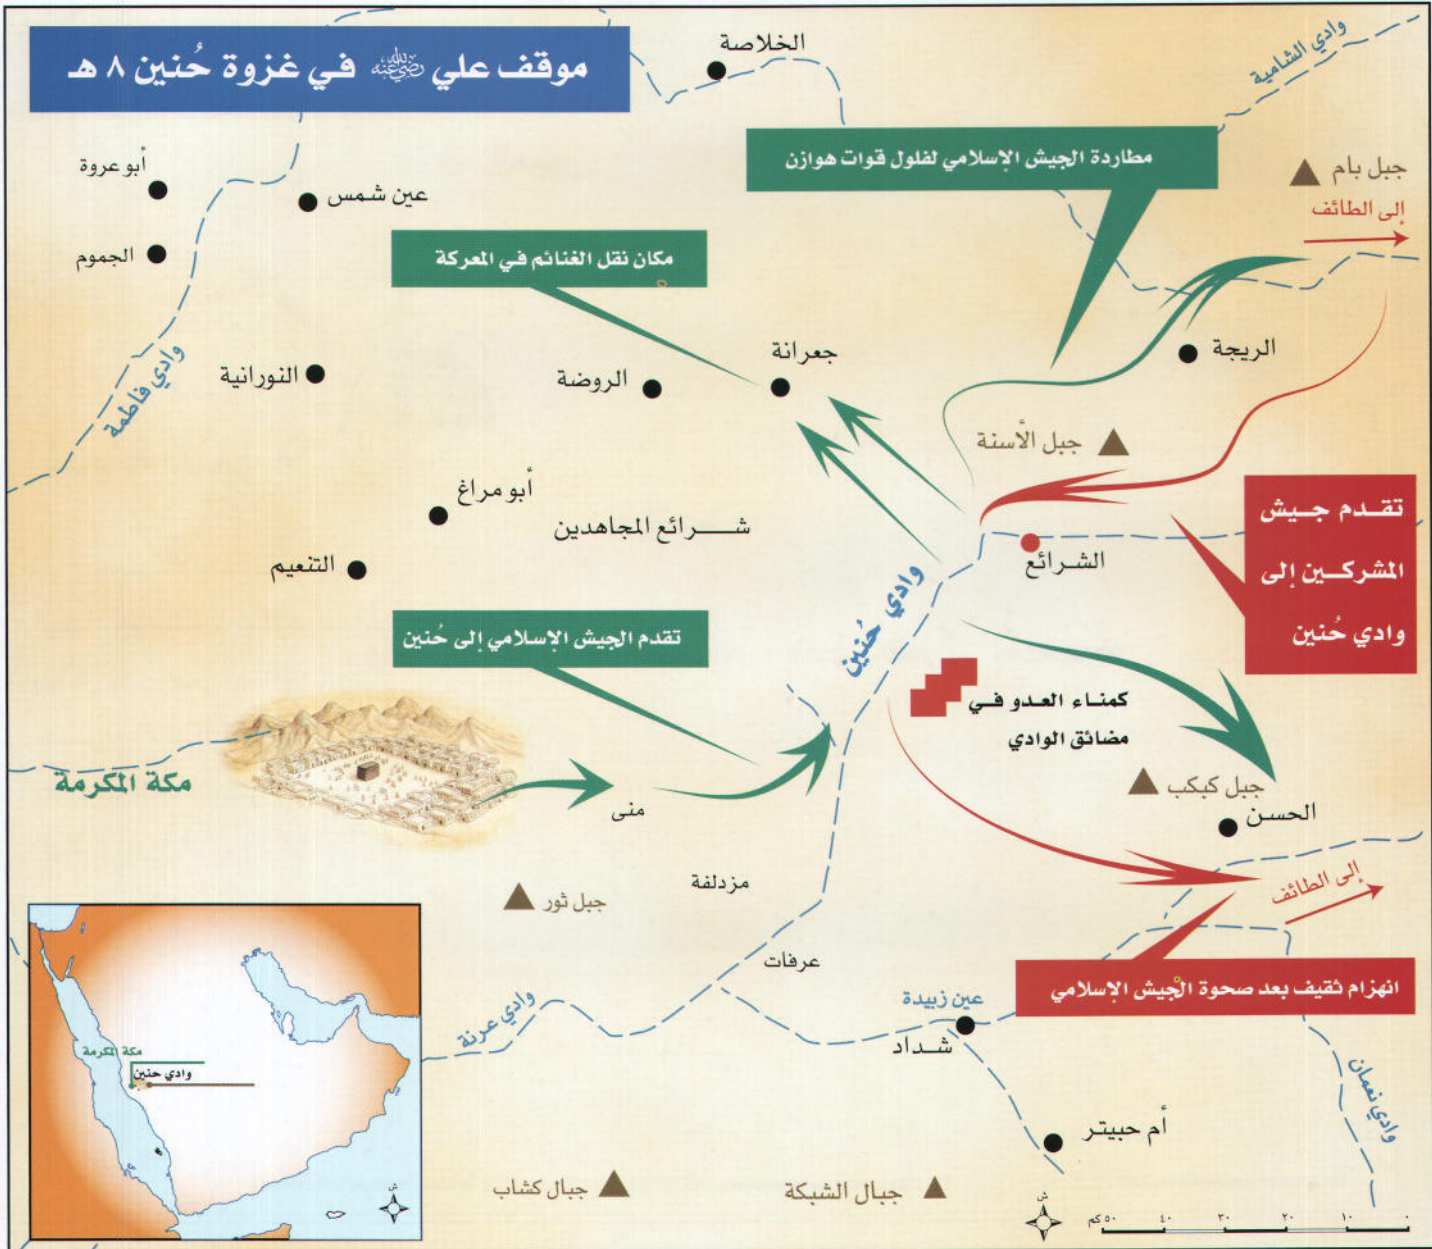 موقف علي رضي الله عنه في غزوة حُنين ٨ هـ
الخلاصة
وادي الشامية
مطاردة الجيش الإسلامي لفلول قوات هوازن
جبل بام
إلى الطائف
أبو عروة
عين شمس
الجموم
مكان نقل الغنائم في المعركة
وادي فاطمة
النورانية
الروضة
جعرانة
الريجة
جبل الأسنة
أبو مراغ
شرائع المجاهدين
التنعيم
الشرائع
تقدم جيش
المشركين إلى
وادي حُنين
وادي حُنين
تقدم الجيش الإسلامي إلى حُنين
كمناء العدو في
مضائق الوادي
مكة المكرمة
منى
جبل كبكب
الحسن
مزدلفة
جبل ثور
إلى الطائف
عرفات
انهزام ثقيف بعد صحوة الجيش الإسلامي
وادي عرنة
عين زبيدة
شداد
وادي نعمان
أم حبيتر
جبال الشبكة
جبال كشاب
مكة المكرمة
وادي حنين
ش
ش
٥٠ كم ٤٠ ٣٠ ٢٠ ١٠ ٠